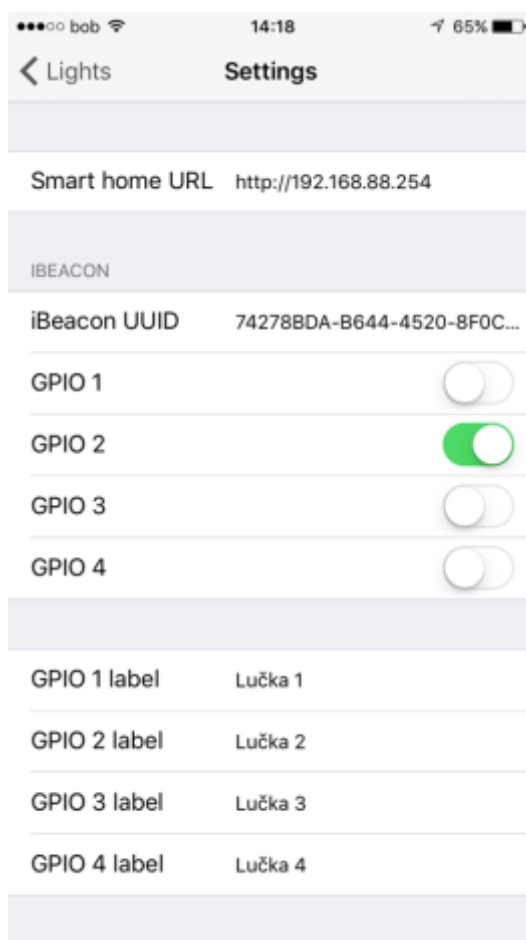 bob 14:18 65%
Lights Settings
Smart home URL http://192.168.88.254
IBEACON
iBeacon UUID 74278BDA-B644-4520-8F0C...
GPIO 1
GPIO 2
GPIO 3
GPIO 4
GPIO 1 label Lučka 1
GPIO 2 label Lučka 2
GPIO 3 label Lučka 3
GPIO 4 label Lučka 4